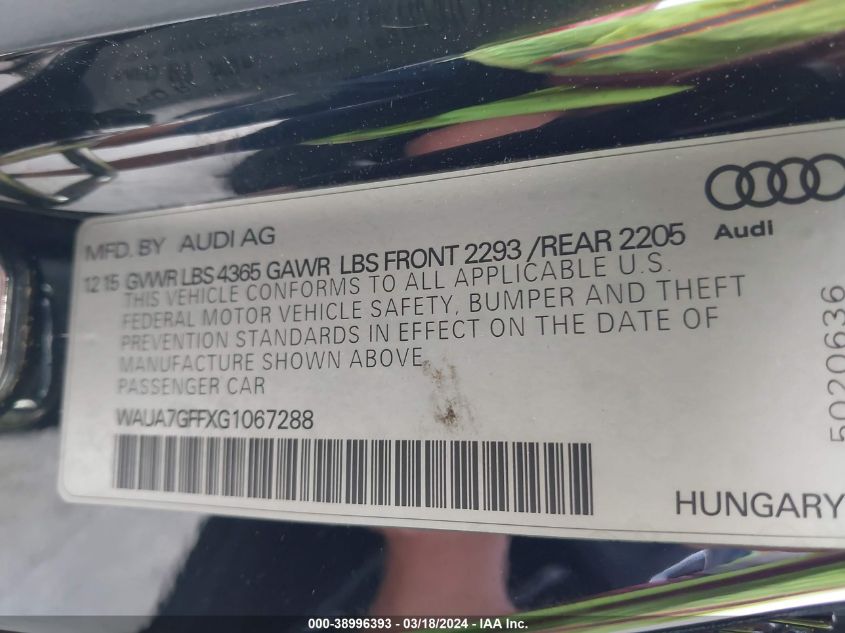 MFD. BY AUDI AG
Audi
12 15 GVWR LBS 4365 GAWR LBS FRONT 2293 /REAR 2205
THIS VEHICLE CONFORMS TO ALL APPLICABLE U.S.
FEDERAL MOTOR VEHICLE SAFETY, BUMPER AND THEFT
PREVENTION STANDARDS IN EFFECT ON THE DATE OF
MANUFACTURE SHOWN ABOVE
PASSENGER CAR
WAUA7GFFXG1067288
5020636
HUNGARY
000-38996393 / 03/18/2024 / IAA Inc.